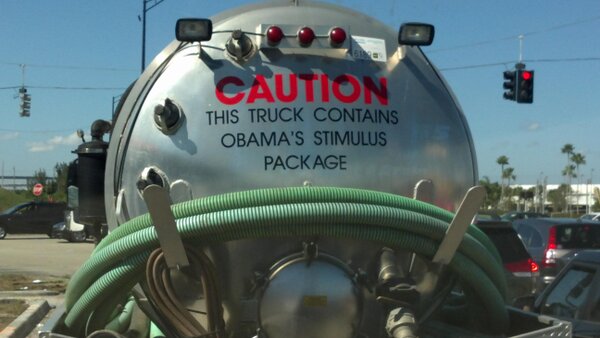 CAUTION
THIS TRUCK CONTAINS
OBAMA'S STIMULUS
PACKAGE